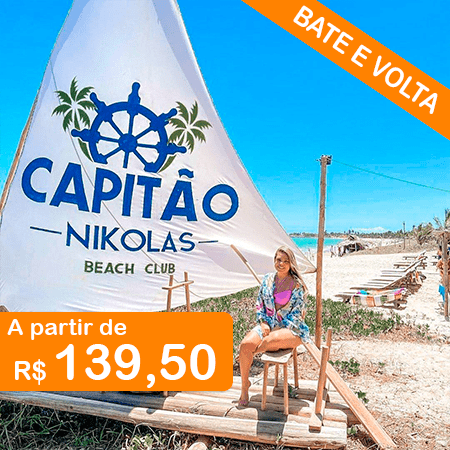 BATE E VOLTA
CAPITÃO
NIKOLAS
BEACH CLUB
A partir de
R$ 139,50